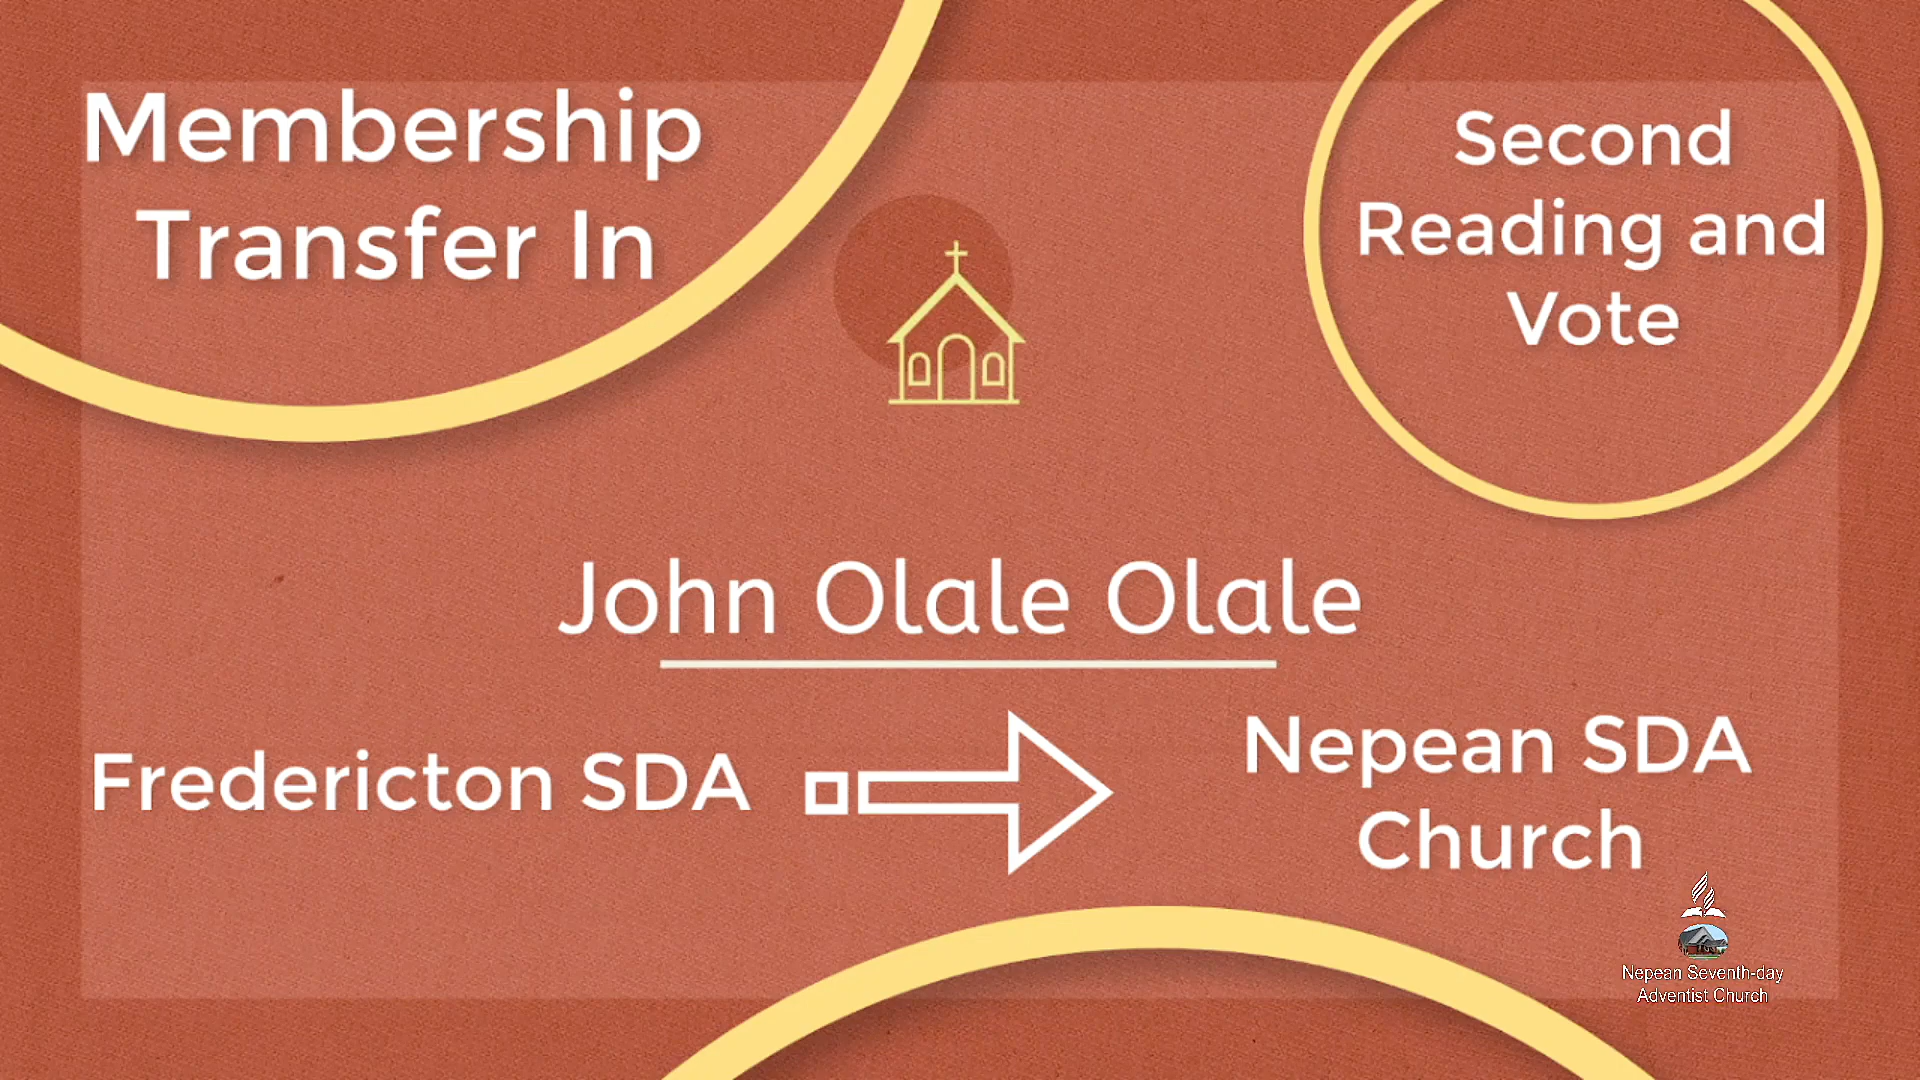 Membership
Transfer In
Second
Reading and
Vote
John Olale Olale
Fredericton SDA
Nepean SDA
Church
Nepean Seventh-day
Adventist Church